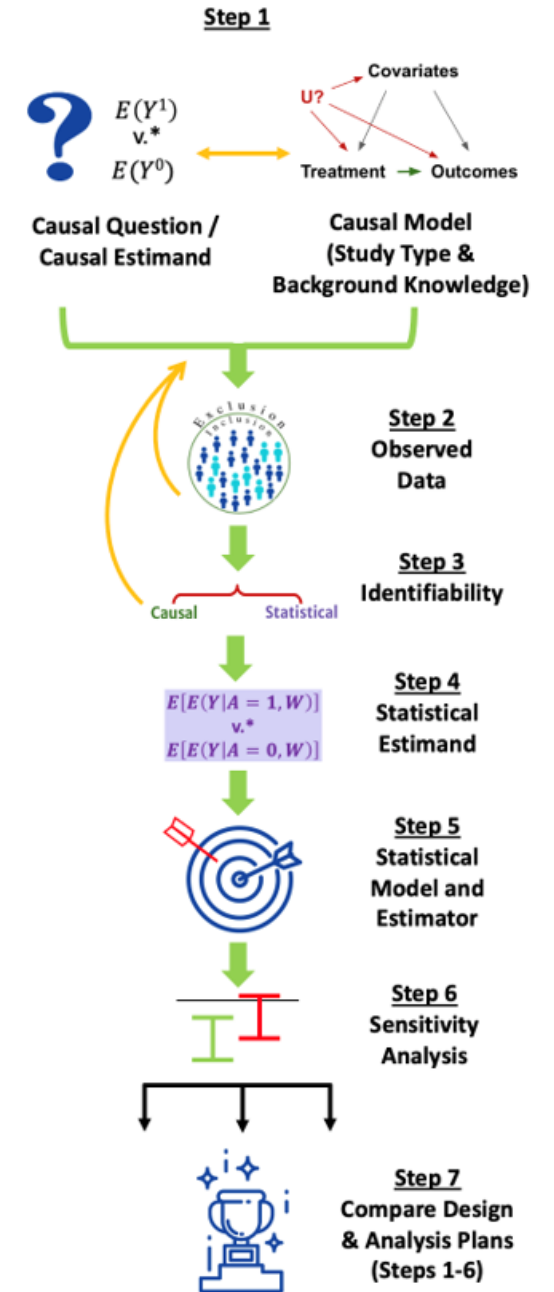 Step 1
E(Y¹)
v.*
E(Y⁰)
Covariates
U?
Treatment
Outcomes
Causal Question /
Causal Estimand
Causal Model
(Study Type &
Background Knowledge)
Exclusion
Inclusion
Step 2
Observed
Data
Step 3
Identifiability
Causal
Statistical
E[E(Y|A = 1, W)]
v.*
E[E(Y|A = 0, W)]
Step 4
Statistical
Estimand
Step 5
Statistical
Model and
Estimator
Step 6
Sensitivity
Analysis
Step 7
Compare Design
& Analysis Plans
(Steps 1-6)